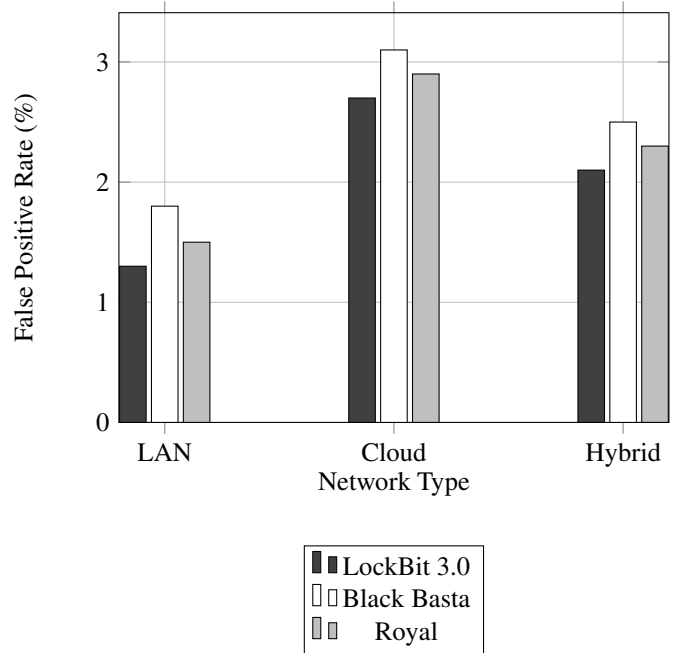 False Positive Rate (%)
3
2
1
0
LAN
Cloud
Hybrid
Network Type
LockBit 3.0
Black Basta
Royal